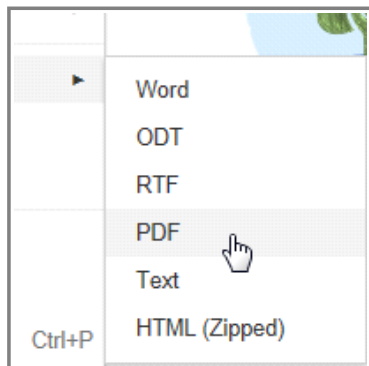 Word
ODT
RTF
PDF
Text
HTML (Zipped)
Ctrl+P